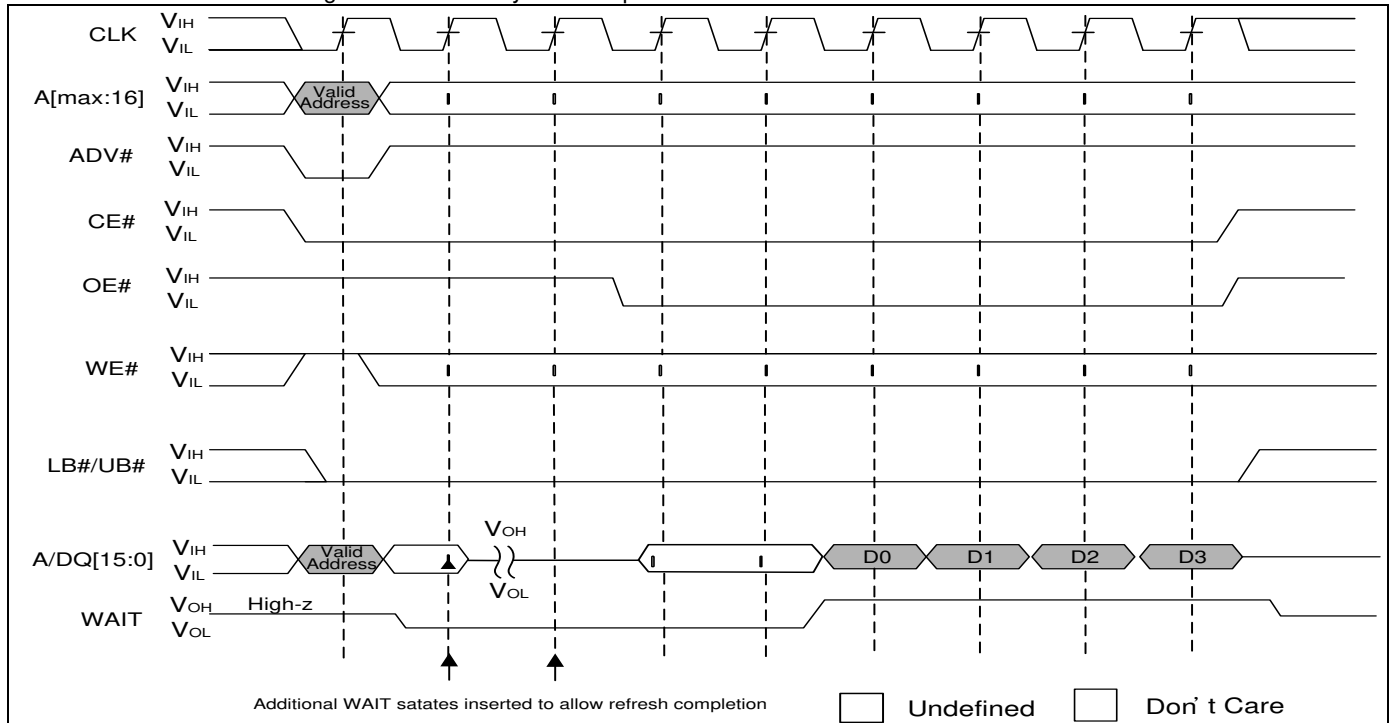 CLK VIH
VIL
A[max:16] VIH
VIL
Valid
Address
ADV# VIH
VIL
CE# VIH
VIL
OE# VIH
VIL
WE# VIH
VIL
LB#/UB# VIH
VIL
A/DQ[15:0] VIH
VIL
Valid
Address
VOH
VOL
D0 D1 D2 D3
WAIT VOH High-z
VOL
Additional WAIT satates inserted to allow refresh completion
Undefined Don't Care